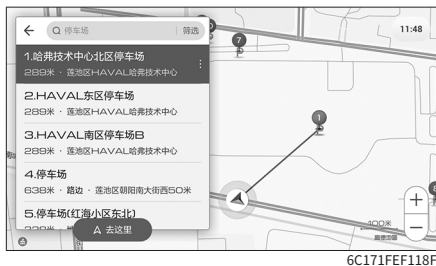 停车场
筛选
11:48
1.哈弗技术中心北区停车场
289米 · 莲池区HAVAL哈弗技术中心
2.HAVAL东区停车场
289米 · 莲池区HAVAL哈弗技术中心
3.HAVAL南区停车场B
289米 · 莲池区HAVAL哈弗技术中心
4.停车场
638米 · 路边 · 莲池区朝阳南大街西50米
5.停车场(红海小区东北)
去这里
7
1
100米
6C171FEF118F